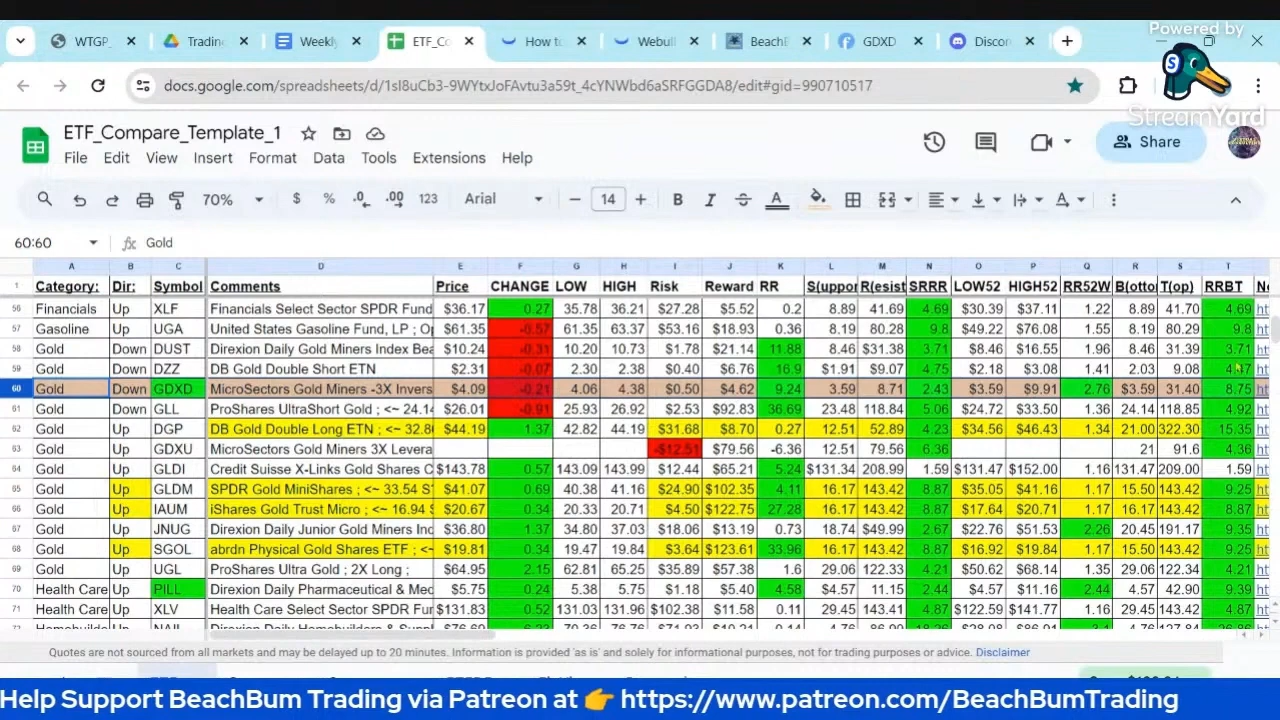 Powered by
StreamYard
WTGP_
Tradin
Weekly
ETF_Co
How to
Webull
BeachB
GDXD
Discor
docs.google.com/spreadsheets/d/1sl8uCb3-9WYtxJoFAvtu3a59t_4cYNWbd6aSRFGGDA8/edit#gid=990710517
ETF_Compare_Template_1
File Edit View Insert Format Data Tools Extensions Help
Share
70% $ % .0 .00 123 Arial 14 B I A
60:60 fx Gold
A B C D E F G H I J K L M N O P Q R S T
1 Category: Dir: Symbol Comments Price CHANGE LOW HIGH Risk Reward RR S(uppor R(esist SRRR LOW52 HIGH52 RR52W B(otto T(op) RRBT No
56 Financials Up XLF Financials Select Sector SPDR Fund $36.17 0.27 35.78 36.21 $27.28 $5.52 0.2 8.89 41.69 4.69 $30.39 $37.11 1.22 8.89 41.70 4.69 htt
57 Gasoline Up UGA United States Gasoline Fund, LP ; Op $61.35 -0.57 61.35 63.37 $53.16 $18.93 0.36 8.19 80.28 9.8 $49.22 $76.08 1.55 8.19 80.29 9.8 htt
58 Gold Down DUST Direxion Daily Gold Miners Index Bea $10.24 -0.31 10.20 10.73 $1.78 $21.14 11.88 8.46 $31.38 3.71 $8.46 $16.55 1.96 8.46 31.39 3.71 htt
59 Gold Down DZZ DB Gold Double Short ETN $2.31 -0.07 2.30 2.38 $0.40 $6.76 16.9 $1.91 $9.07 4.75 $2.18 $3.08 1.41 2.03 9.08 htt
60 Gold Down GDXD MicroSectors Gold Miners -3X Invers $4.09 -0.21 4.06 4.38 $0.50 $4.62 9.24 3.59 8.71 2.43 $3.59 $9.91 2.76 $3.59 31.40 8.75 htt
61 Gold Down GLL ProShares UltraShort Gold ; <~ 24.14 $26.01 -0.91 25.93 26.92 $2.53 $92.83 36.69 23.48 118.84 5.06 $24.72 $33.50 1.36 24.14 118.85 4.92 htt
62 Gold Up DGP DB Gold Double Long ETN ; <~ 32.8 $44.19 1.37 42.82 44.19 $31.68 $8.70 0.27 12.51 52.89 4.23 $34.56 $46.43 1.34 21.00 322.30 15.35 htt
63 Gold Up GDXU MicroSectors Gold Miners 3X Levera -$12.51 $79.56 -6.36 12.51 79.56 6.36 21 91.6 4.36 htt
64 Gold Up GLDI Credit Suisse X-Links Gold Shares C $143.78 0.57 143.09 143.99 $12.44 $65.21 5.24 $131.34 208.99 1.59 $131.47 $152.00 1.16 131.47 209.00 1.59 htt
65 Gold Up GLDM SPDR Gold MiniShares ; <~ 33.54 S $41.07 0.69 40.38 41.16 $24.90 $102.35 4.11 16.17 143.42 8.87 $35.05 $41.16 1.17 15.50 143.42 9.25 htt
66 Gold Up IAUM iShares Gold Trust Micro ; <~ 16.94 $20.67 0.34 20.33 20.71 $4.50 $122.75 27.28 16.17 143.42 8.87 $17.64 $20.71 1.17 16.17 143.42 8.87 htt
67 Gold Up JNUG Direxion Daily Junior Gold Miners Inc $36.80 1.37 34.80 37.03 $18.06 $13.19 0.73 18.74 $49.99 2.67 $22.76 $51.53 2.26 20.45 191.17 9.35 htt
68 Gold Up SGOL abrdn Physical Gold Shares ETF ; <~ $19.81 0.34 19.47 19.84 $3.64 $123.61 33.96 16.17 143.42 8.87 $16.92 $19.84 1.17 15.50 143.42 9.25 htt
69 Gold Up UGL ProShares Ultra Gold ; 2X Long ; $64.95 2.15 62.81 65.25 $35.89 $57.38 1.6 29.06 122.33 4.21 $50.62 $68.14 1.35 29.06 122.34 4.21 htt
70 Health Care Up PILL Direxion Daily Pharmaceutical & Mec $5.75 0.24 5.38 5.75 $1.18 $5.40 4.58 $4.57 11.15 2.44 $4.57 $11.16 2.44 4.57 42.90 9.39 htt
71 Health Care Up XLV Health Care Select Sector SPDR Fur $131.83 0.52 131.03 131.96 $102.38 $11.58 0.11 29.45 143.41 4.87 $122.59 $141.77 1.16 29.45 143.41 4.87 htt
Quotes are not sourced from all markets and may be delayed up to 20 minutes. Information is provided 'as is' and solely for informational purposes, not for trading purposes or advice. Disclaimer
Help Support BeachBum Trading via Patreon at 👉 https://www.patreon.com/BeachBumTrading